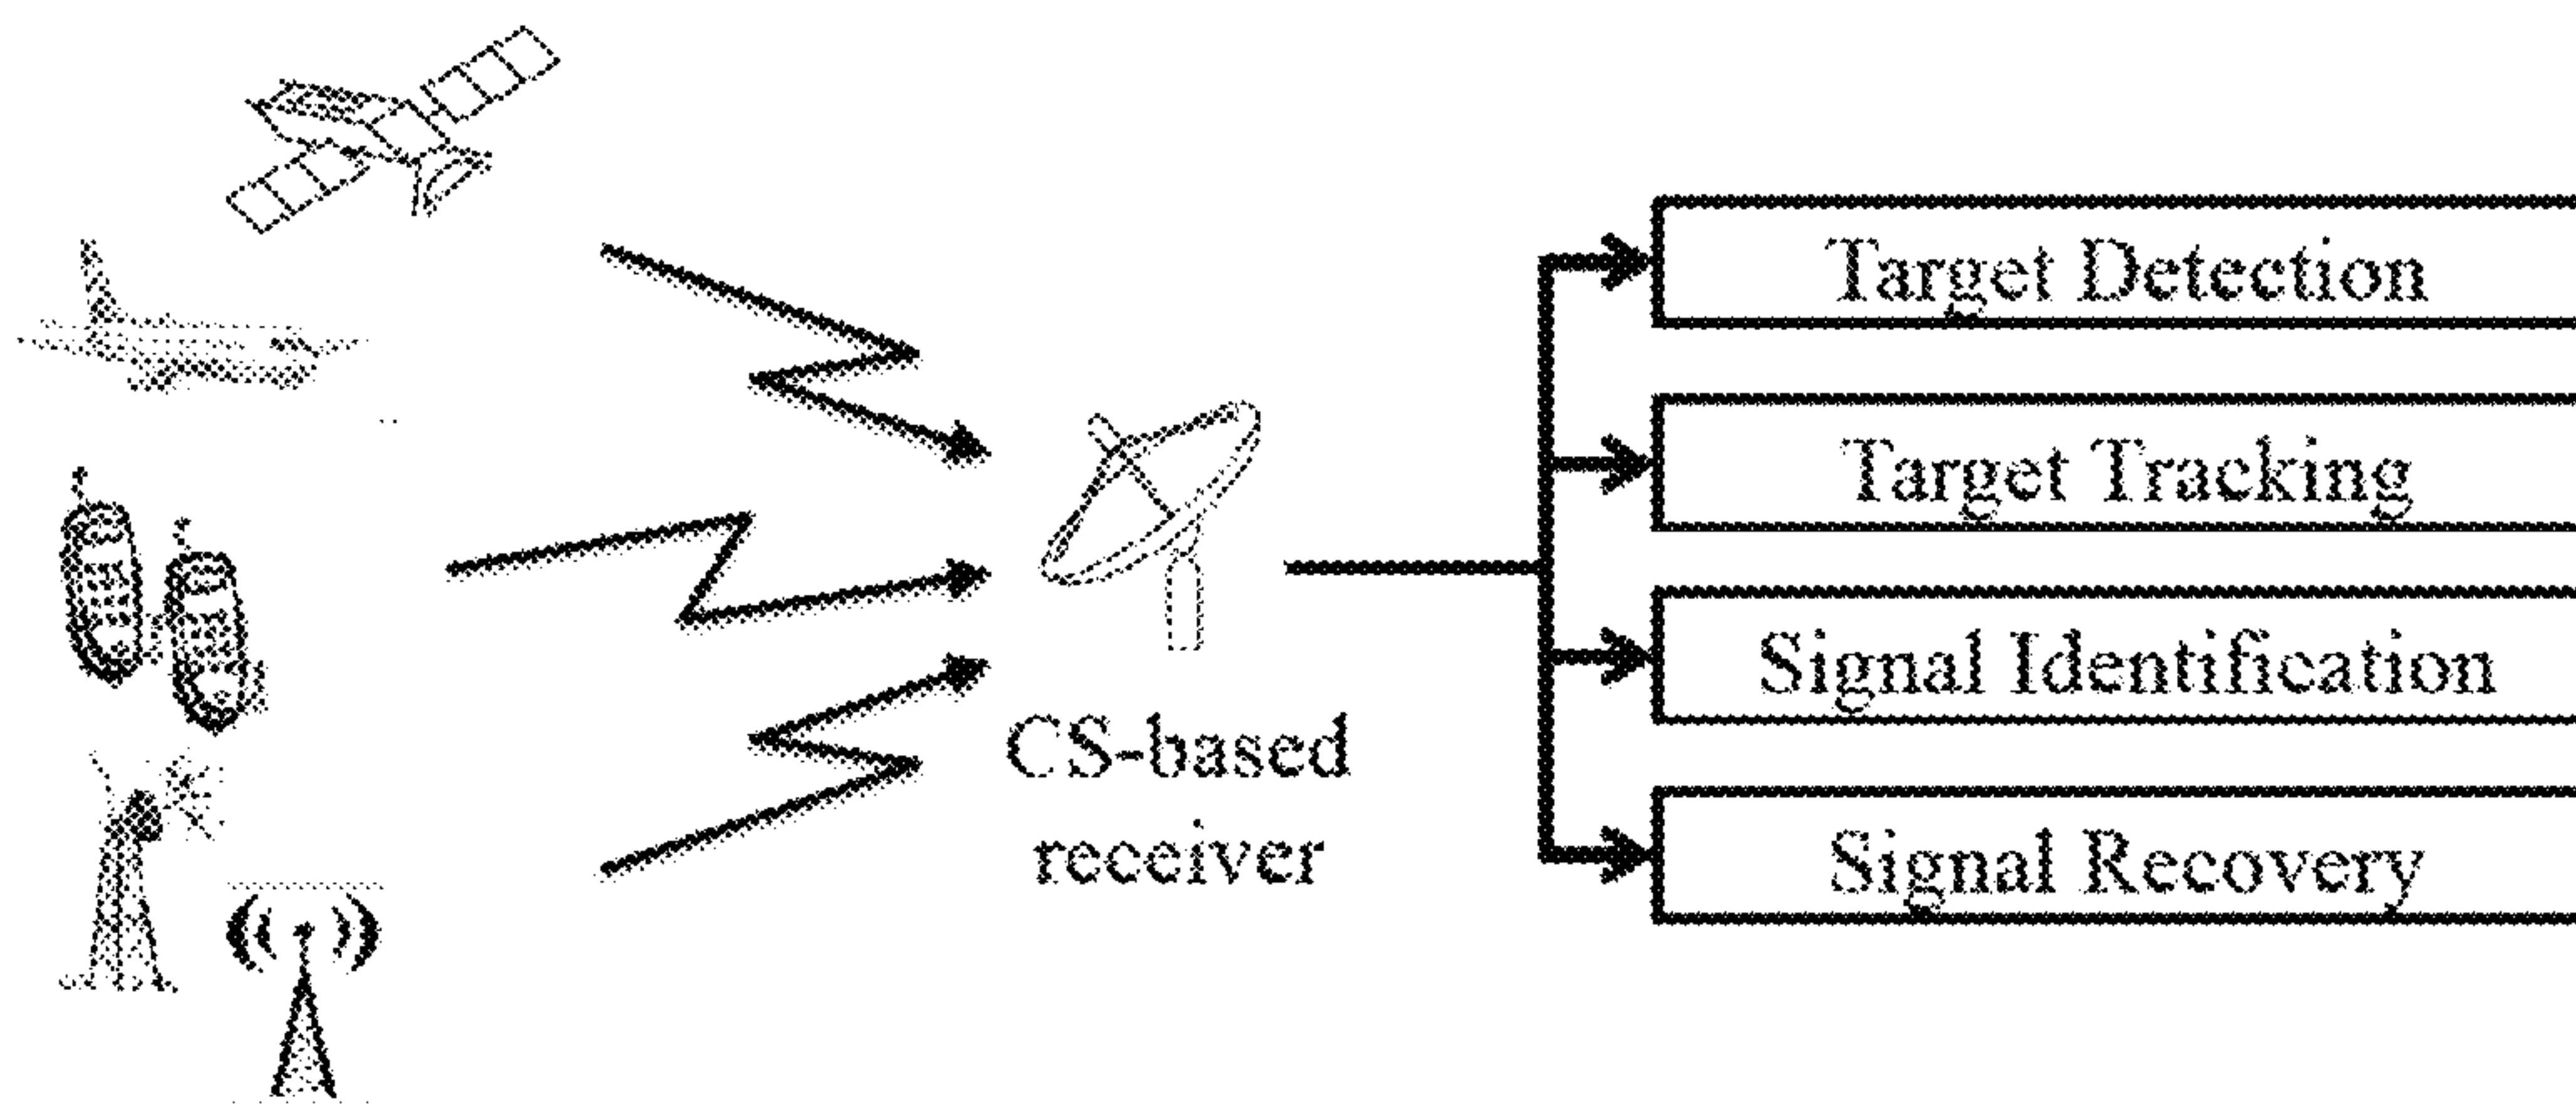 Target Detection
Target Tracking
Signal Identification
Signal Recovery
CS-based
receiver